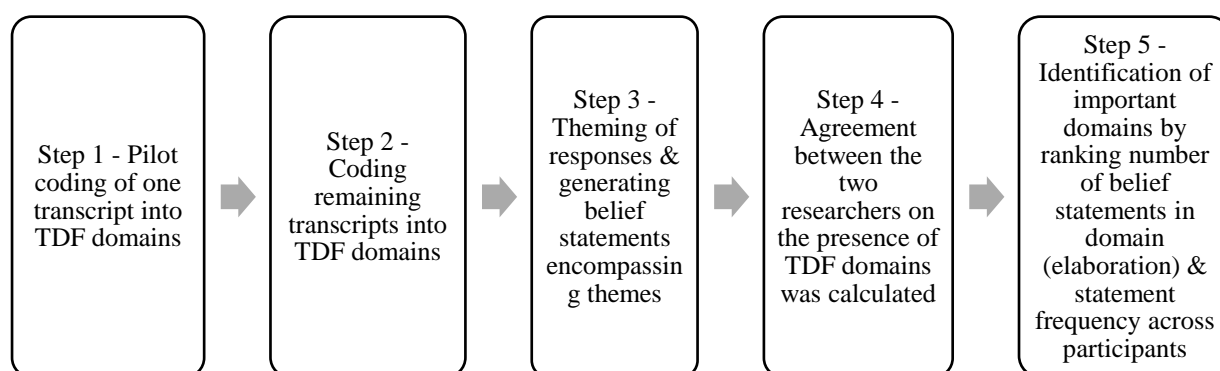 Step 1 - Pilot
coding of one
transcript into
TDF domains
Step 2 -
Coding
remaining
transcripts into
TDF domains
Step 3 -
Theming of
responses &
generating
belief
statements
encompassin
g themes
Step 4 -
Agreement
between the
two
researchers on
the presence of
TDF domains
was calculated
Step 5 -
Identification of
important
domains by
ranking number
of belief
statements in
domain
(elaboration) &
statement
frequency across
participants